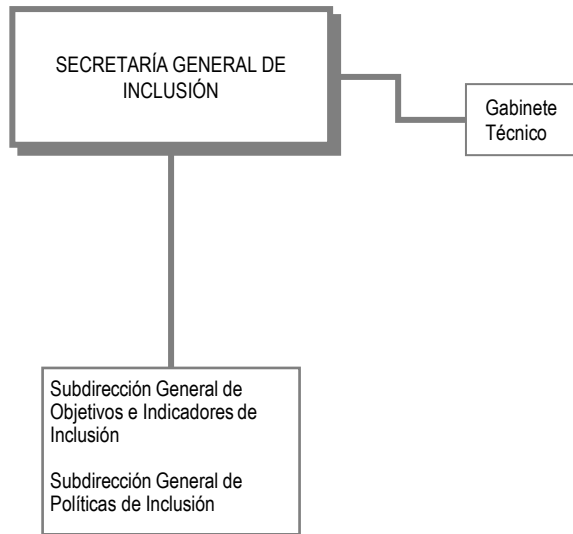 SECRETARÍA GENERAL DE
INCLUSIÓN
Gabinete
Técnico
Subdirección General de
Objetivos e Indicadores de
Inclusión
Subdirección General de
Políticas de Inclusión